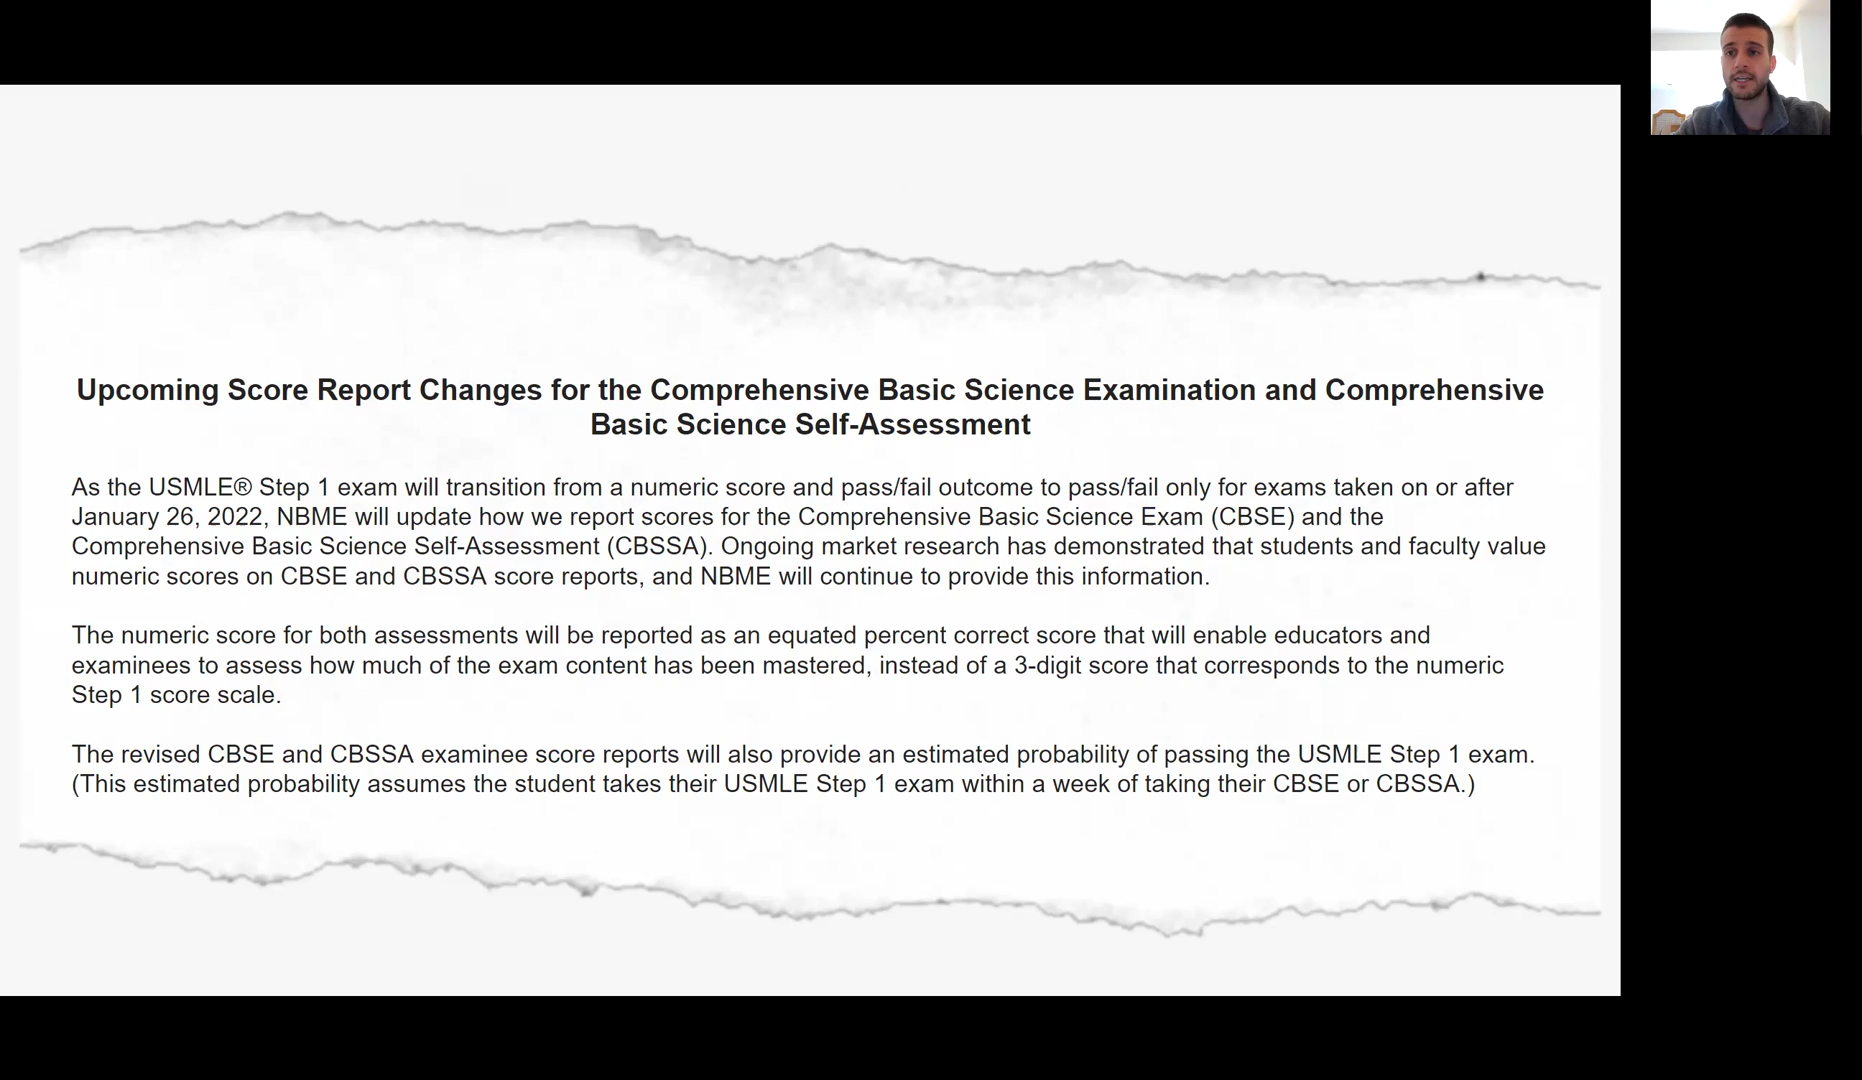 Upcoming Score Report Changes for the Comprehensive Basic Science Examination and Comprehensive
Basic Science Self-Assessment
As the USMLE® Step 1 exam will transition from a numeric score and pass/fail outcome to pass/fail only for exams taken on or after
January 26, 2022, NBME will update how we report scores for the Comprehensive Basic Science Exam (CBSE) and the
Comprehensive Basic Science Self-Assessment (CBSSA). Ongoing market research has demonstrated that students and faculty value
numeric scores on CBSE and CBSSA score reports, and NBME will continue to provide this information.
The numeric score for both assessments will be reported as an equated percent correct score that will enable educators and
examinees to assess how much of the exam content has been mastered, instead of a 3-digit score that corresponds to the numeric
Step 1 score scale.
The revised CBSE and CBSSA examinee score reports will also provide an estimated probability of passing the USMLE Step 1 exam.
(This estimated probability assumes the student takes their USMLE Step 1 exam within a week of taking their CBSE or CBSSA.)